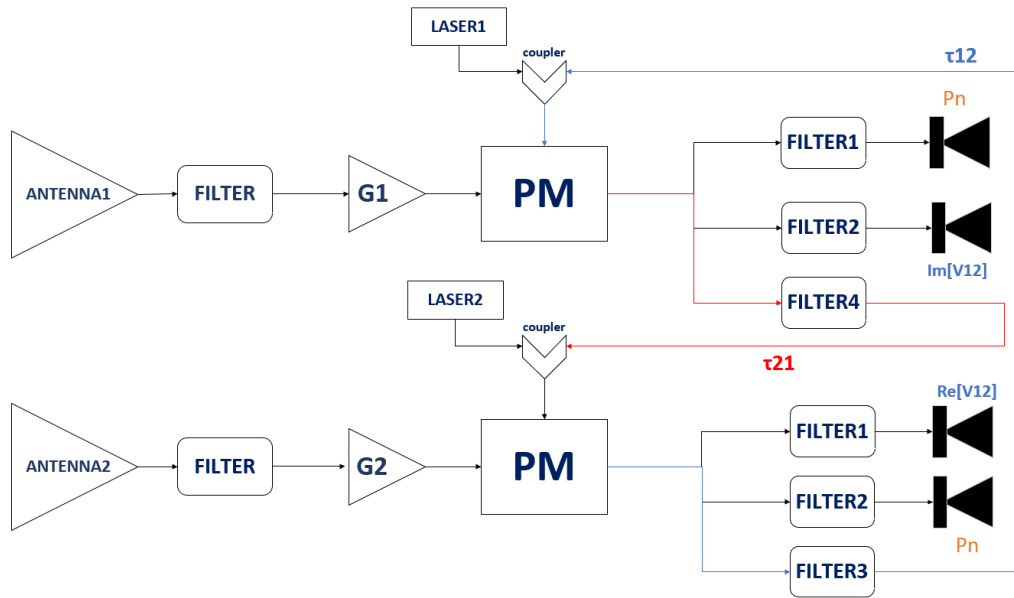 LASER1
coupler
τ12
Pn
FILTER1
ANTENNA1
FILTER
G1
PM
FILTER2
Im[V12]
LASER2
FILTER4
coupler
τ21
Re[V12]
FILTER1
ANTENNA2
FILTER
G2
PM
FILTER2
Pn
FILTER3